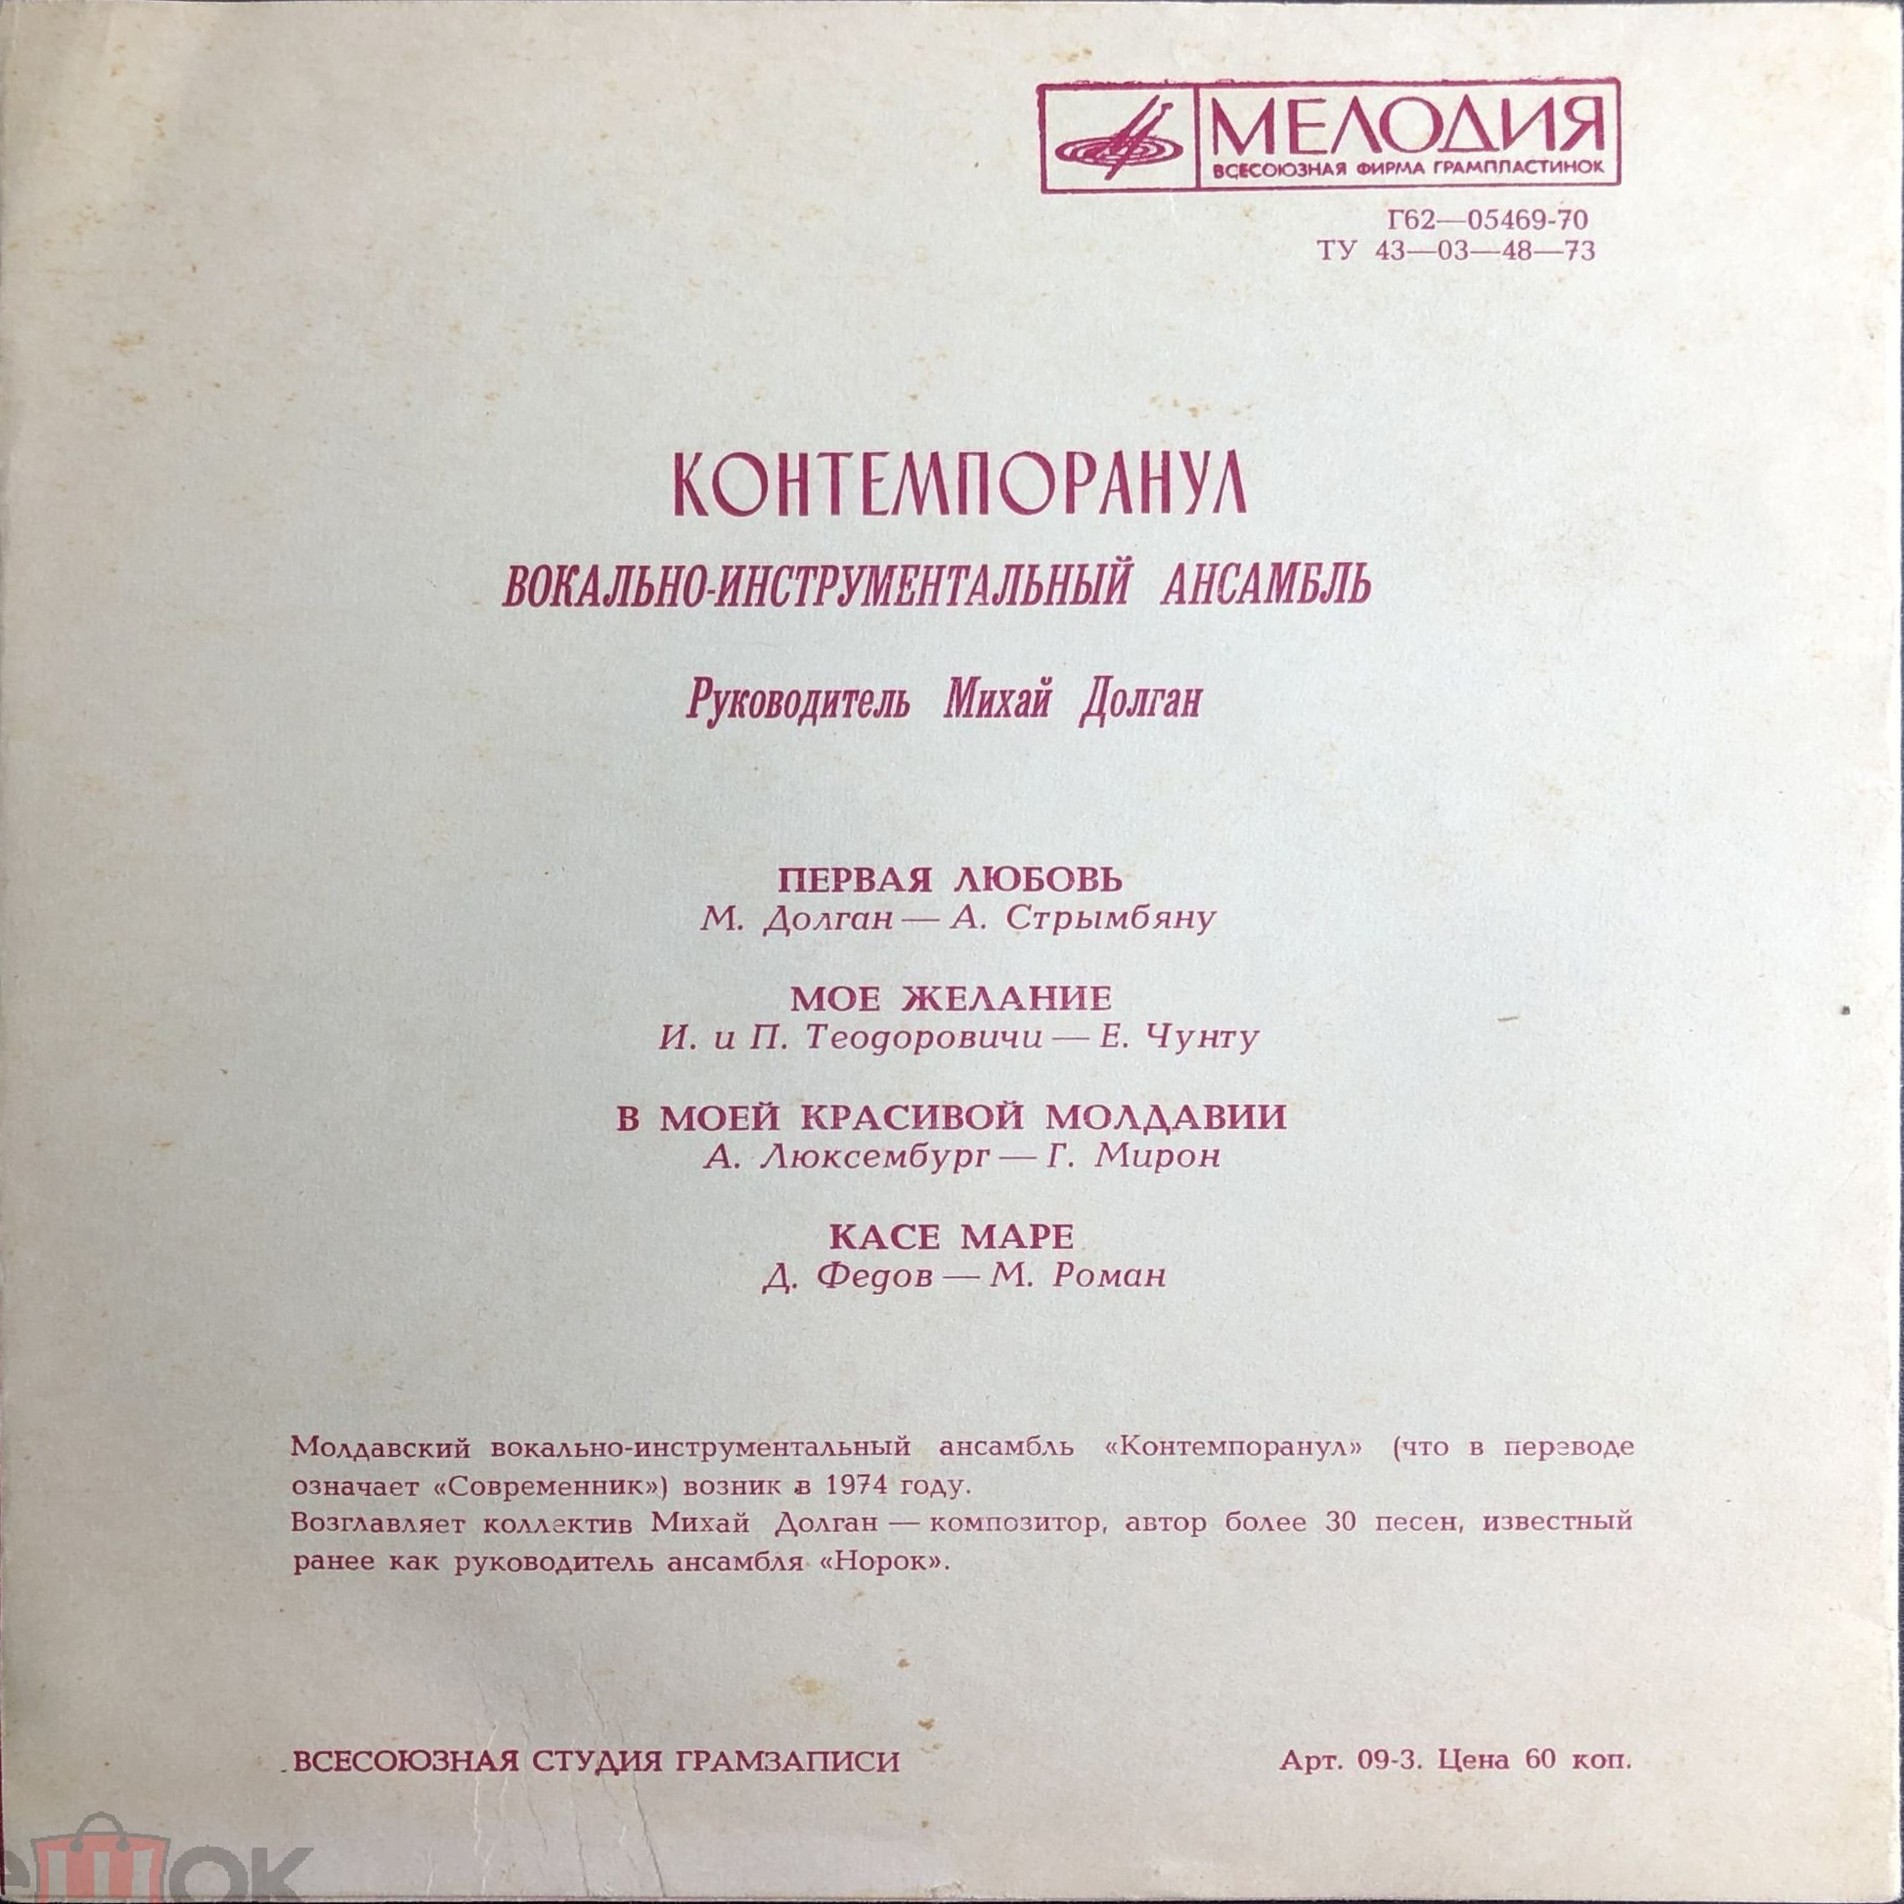 МЕЛОДИЯ
ВСЕСОЮЗНАЯ ФИРМА ГРАМПЛАСТИНОК
Г62—05469-70
ТУ 43—03—48—73
КОНТЕМПОРАНУЛ
ВОКАЛЬНО-ИНСТРУМЕНТАЛЬНЫЙ АНСАМБЛЬ
Руководитель Михай Долган
ПЕРВАЯ ЛЮБОВЬ
М. Долган — А. Стрымбяну
МОЕ ЖЕЛАНИЕ
И. и П. Теодоровичи — Е. Чунту
В МОЕЙ КРАСИВОЙ МОЛДАВИИ
А. Люксембург — Г. Мирон
КАСЕ МАРЕ
Д. Федов — М. Роман
Молдавский вокально-инструментальный ансамбль «Контемпоранул» (что в переводе
означает «Современник») возник в 1974 году.
Возглавляет коллектив Михай Долган — композитор, автор более 30 песен, известный
ранее как руководитель ансамбля «Норок».
ВСЕСОЮЗНАЯ СТУДИЯ ГРАМЗАПИСИ
Арт. 09-3. Цена 60 коп.
ешок